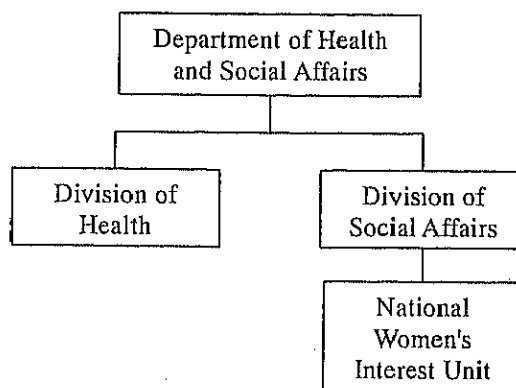 Department of Health
and Social Affairs
Division of
Health
Division of
Social Affairs
National
Women's
Interest Unit